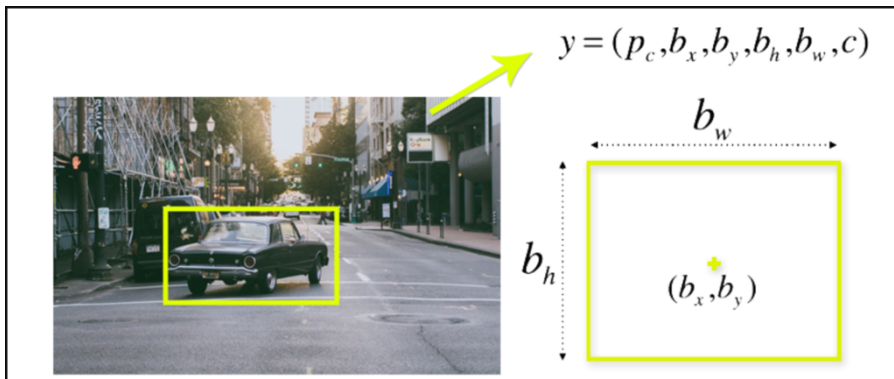 y = (p_c, b_x, b_y, b_h, b_w, c)
b_w
b_h
(b_x, b_y)